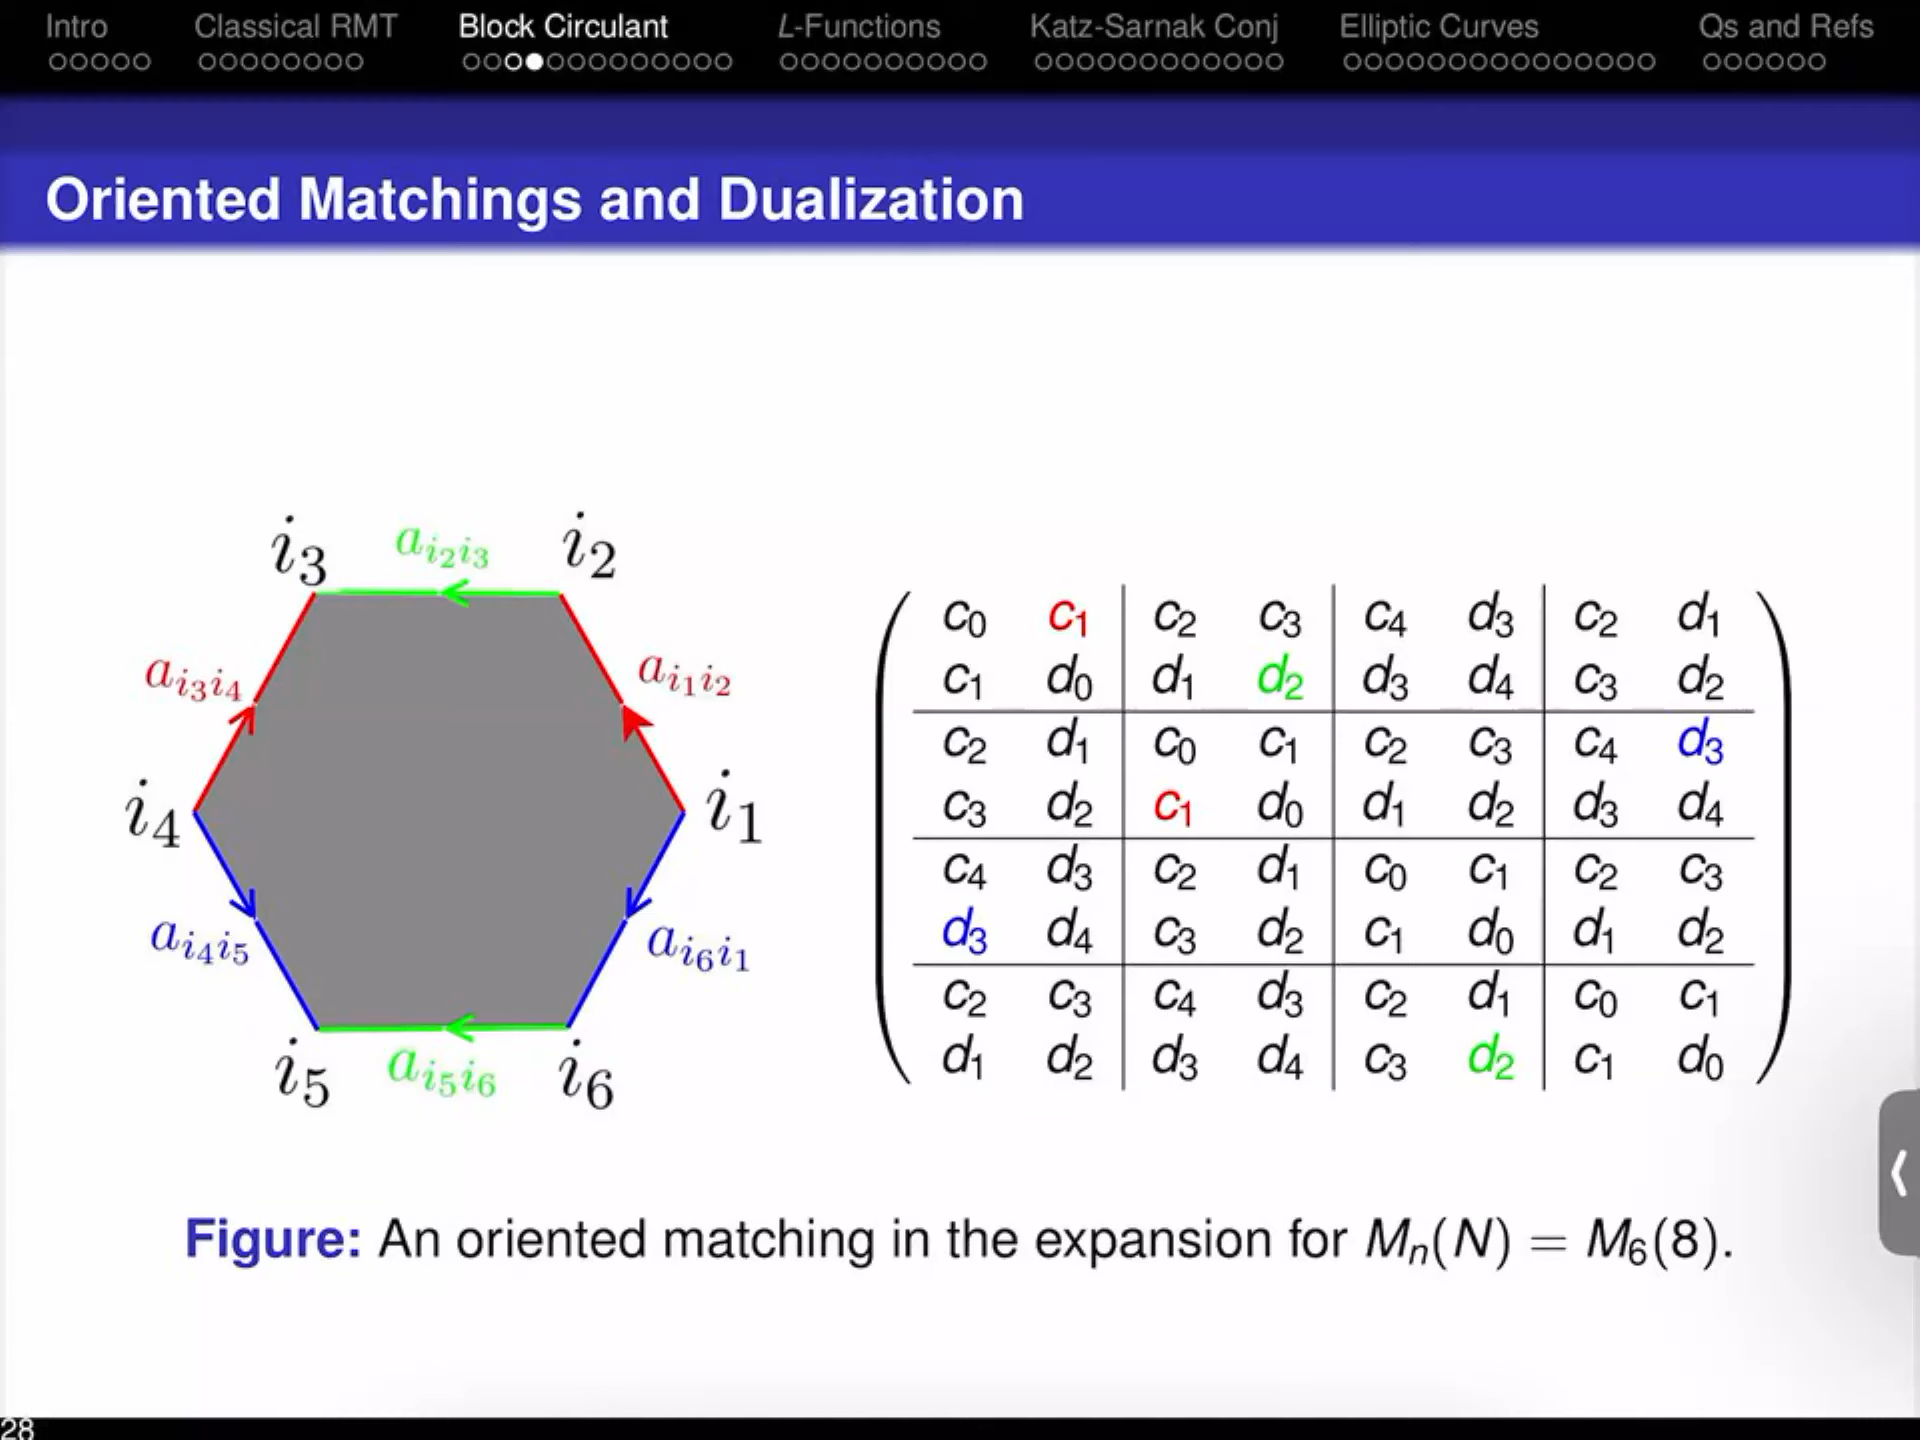 Intro Classical RMT Block Circulant L-Functions Katz-Sarnak Conj Elliptic Curves Qs and Refs
Oriented Matchings and Dualization
i₃ a_{i₂i₃} i₂
a_{i₃i₄} a_{i₁i₂}
i₄ i₁
a_{i₄i₅} a_{i₆i₁}
i₅ a_{i₅i₆} i₆
c₀ c₁ c₂ c₃ c₄ d₃ c₂ d₁
c₁ d₀ d₁ d₂ d₃ d₄ c₃ d₂
c₂ d₁ c₀ c₁ c₂ c₃ c₄ d₃
c₃ d₂ c₁ d₀ d₁ d₂ d₃ d₄
c₄ d₃ c₂ d₁ c₀ c₁ c₂ c₃
d₃ d₄ c₃ d₂ c₁ d₀ d₁ d₂
c₂ c₃ c₄ d₃ c₂ d₁ c₀ c₁
d₁ d₂ d₃ d₄ c₃ d₂ c₁ d₀
Figure: An oriented matching in the expansion for Mₙ(N) = M₆(8).
28